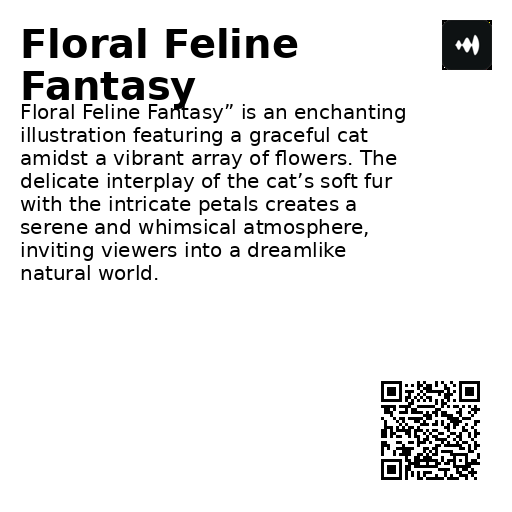 Floral Feline
Fantasy
Floral Feline Fantasy” is an enchanting
illustration featuring a graceful cat
amidst a vibrant array of flowers. The
delicate interplay of the cat’s soft fur
with the intricate petals creates a
serene and whimsical atmosphere,
inviting viewers into a dreamlike
natural world.